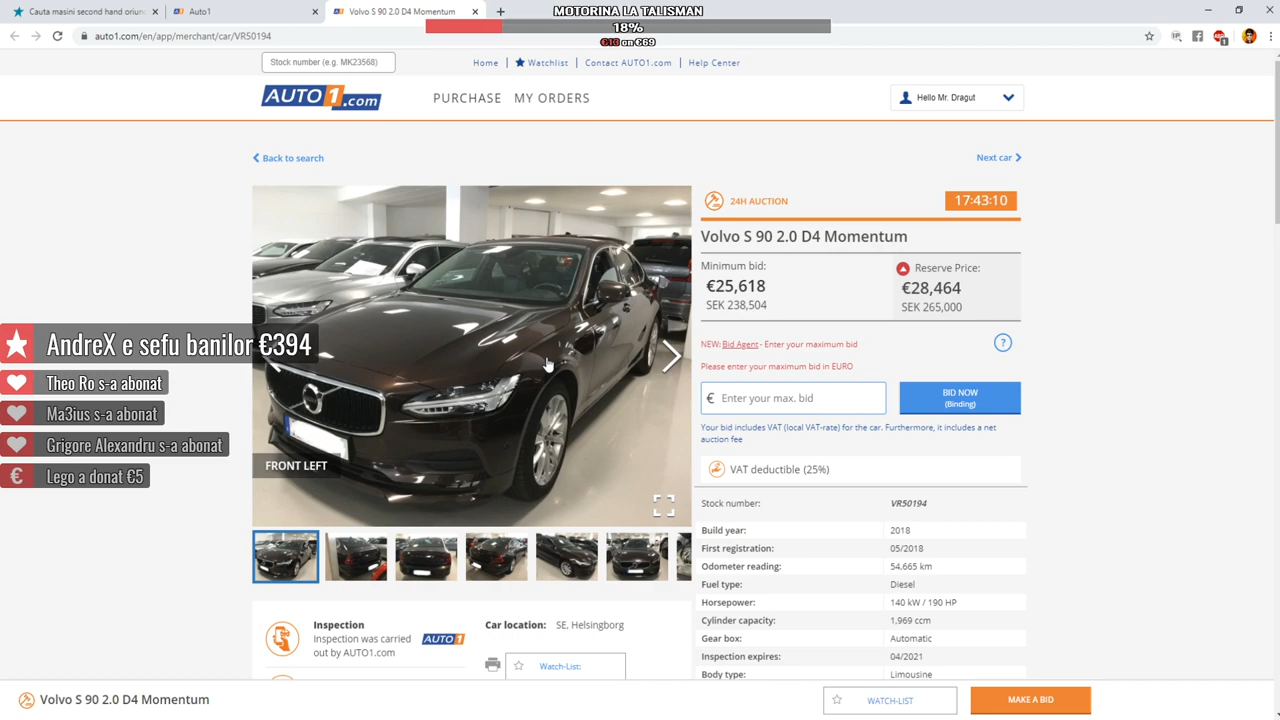 Cauta masini second hand oriun
Auto1
Volvo S 90 2.0 D4 Momentum
MOTORINA LA TALISMAN
18%
€13 on €69
auto1.com/en/app/merchant/car/VR50194
Stock number (e.g. MK23568)
Home
Watchlist
Contact AUTO1.com
Help Center
AUTO1.com
PURCHASE
MY ORDERS
Hello Mr. Dragut
Back to search
Next car
24H AUCTION
17:43:10
Volvo S 90 2.0 D4 Momentum
Minimum bid:
€25,618
SEK 238,504
Reserve Price:
€28,464
SEK 265,000
NEW: Bid Agent - Enter your maximum bid
?
Please enter your maximum bid in EURO
€ Enter your max. bid
BID NOW
(Binding)
Your bid includes VAT (local VAT-rate) for the car. Furthermore, it includes a net
auction fee
VAT deductible (25%)
AndreX e sefu banilor €394
Theo Ro s-a abonat
Ma3ius s-a abonat
Grigore Alexandru s-a abonat
€ Lego a donat €5
FRONT LEFT
Stock number: VR50194
Build year: 2018
First registration: 05/2018
Odometer reading: 54,665 km
Fuel type: Diesel
Horsepower: 140 kW / 190 HP
Cylinder capacity: 1,969 ccm
Gear box: Automatic
Inspection expires: 04/2021
Body type: Limousine
Inspection
Inspection was carried
out by AUTO1.com
AUTO1
Car location: SE, Helsingborg
Watch-List:
Volvo S 90 2.0 D4 Momentum
WATCH-LIST
MAKE A BID